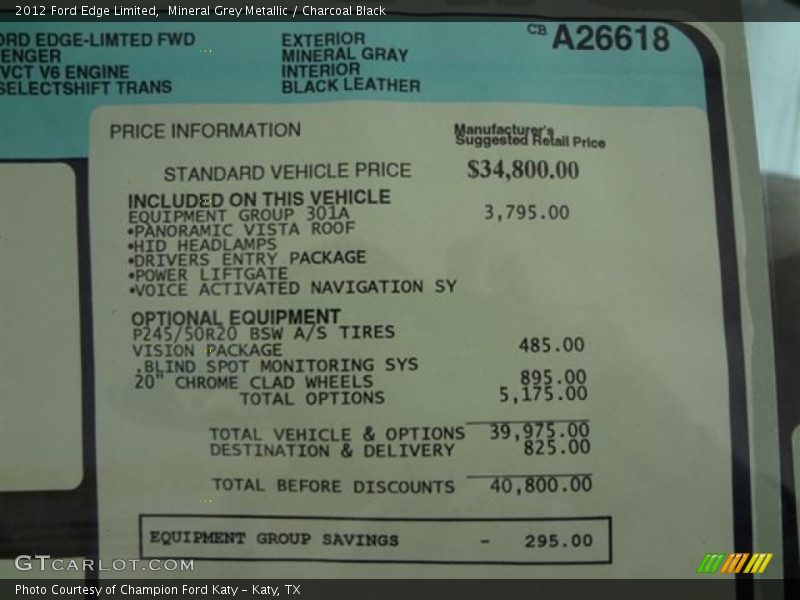 2012 Ford Edge Limited, Mineral Grey Metallic / Charcoal Black
CB A26618
ORD EDGE-LIMTED FWD
ENGER
VCT V6 ENGINE
SELECTSHIFT TRANS
EXTERIOR
MINERAL GRAY
INTERIOR
BLACK LEATHER
PRICE INFORMATION
Manufacturer's
Suggested Retail Price
STANDARD VEHICLE PRICE $34,800.00
INCLUDED ON THIS VEHICLE
EQUIPMENT GROUP 301A 3,795.00
•PANORAMIC VISTA ROOF
•HID HEADLAMPS
•DRIVERS ENTRY PACKAGE
•POWER LIFTGATE
•VOICE ACTIVATED NAVIGATION SY
OPTIONAL EQUIPMENT
P245/50R20 BSW A/S TIRES
VISION PACKAGE 485.00
.BLIND SPOT MONITORING SYS
20" CHROME CLAD WHEELS 895.00
TOTAL OPTIONS 5,175.00
TOTAL VEHICLE & OPTIONS 39,975.00
DESTINATION & DELIVERY 825.00
TOTAL BEFORE DISCOUNTS 40,800.00
EQUIPMENT GROUP SAVINGS - 295.00
GTCARLOT.COM
Photo Courtesy of Champion Ford Katy – Katy, TX